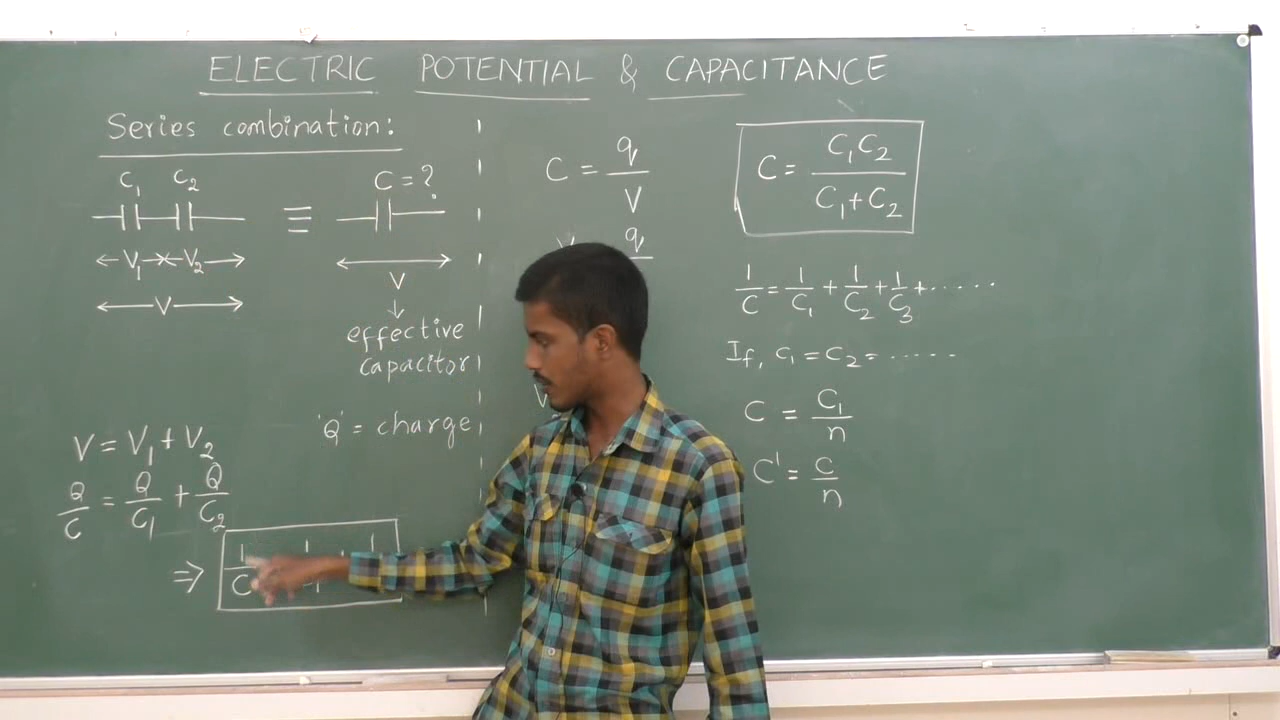 ELECTRIC POTENTIAL & CAPACITANCE
Series combination:
C₁ C₂
C = ?
V₁ V₂
V
V
effective
capacitor
'Q' = charge
V = V₁ + V₂
Q/C = Q/C₁ + Q/C₂
⇒ 1/C
C = q/V
q
V
C = C₁C₂/C₁+C₂
1/C = 1/C₁ + 1/C₂ + 1/C₃ + .....
If, C₁ = C₂ = ......
C = C₁/n
C' = C/n